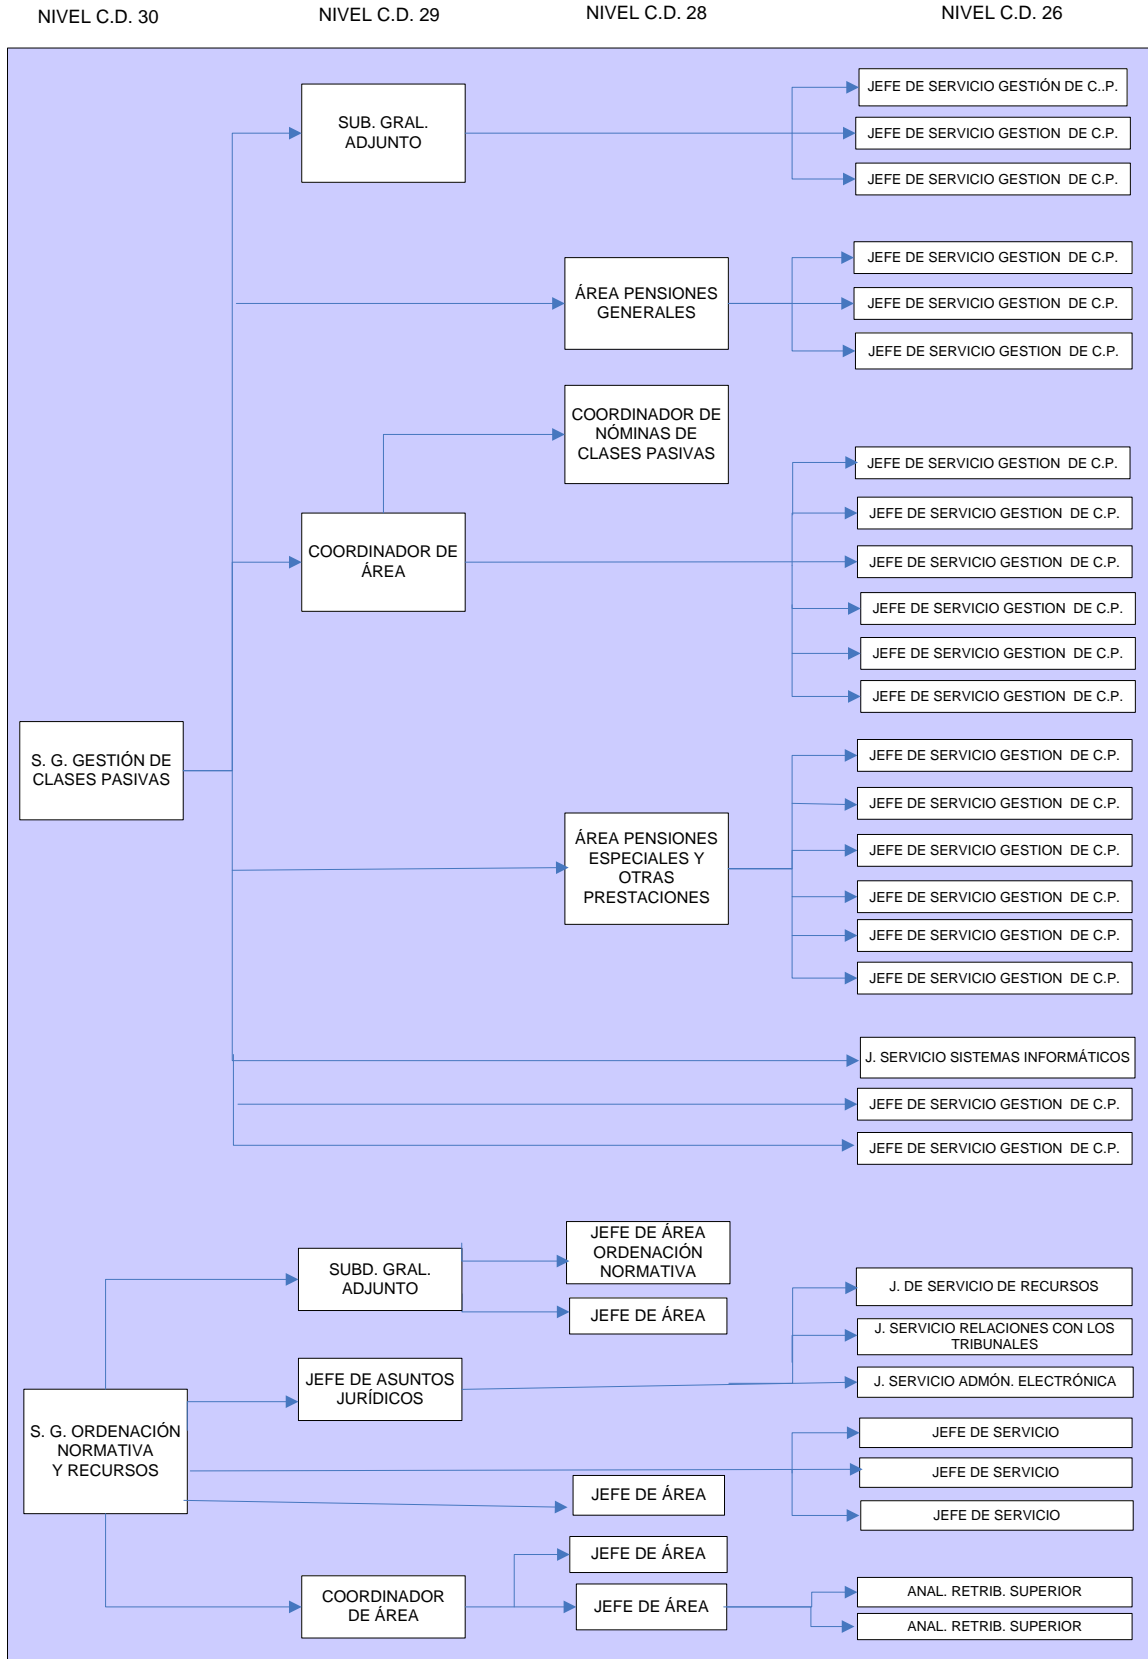 NIVEL C.D. 30
NIVEL C.D. 29
NIVEL C.D. 28
NIVEL C.D. 26
SUB. GRAL.
ADJUNTO
JEFE DE SERVICIO GESTIÓN DE C..P.
JEFE DE SERVICIO GESTION DE C.P.
JEFE DE SERVICIO GESTION DE C.P.
ÁREA PENSIONES
GENERALES
JEFE DE SERVICIO GESTION DE C.P.
JEFE DE SERVICIO GESTION DE C.P.
JEFE DE SERVICIO GESTION DE C.P.
COORDINADOR DE
NÓMINAS DE
CLASES PASIVAS
COORDINADOR DE
ÁREA
JEFE DE SERVICIO GESTION DE C.P.
JEFE DE SERVICIO GESTION DE C.P.
JEFE DE SERVICIO GESTION DE C.P.
JEFE DE SERVICIO GESTION DE C.P.
JEFE DE SERVICIO GESTION DE C.P.
JEFE DE SERVICIO GESTION DE C.P.
S. G. GESTIÓN DE
CLASES PASIVAS
ÁREA PENSIONES
ESPECIALES Y
OTRAS
PRESTACIONES
JEFE DE SERVICIO GESTION DE C.P.
JEFE DE SERVICIO GESTION DE C.P.
JEFE DE SERVICIO GESTION DE C.P.
JEFE DE SERVICIO GESTION DE C.P.
JEFE DE SERVICIO GESTION DE C.P.
JEFE DE SERVICIO GESTION DE C.P.
J. SERVICIO SISTEMAS INFORMÁTICOS
JEFE DE SERVICIO GESTION DE C.P.
JEFE DE SERVICIO GESTION DE C.P.
SUBD. GRAL.
ADJUNTO
JEFE DE ÁREA
ORDENACIÓN
NORMATIVA
JEFE DE ÁREA
JEFE DE ASUNTOS
JURÍDICOS
J. DE SERVICIO DE RECURSOS
J. SERVICIO RELACIONES CON LOS
TRIBUNALES
J. SERVICIO ADMÓN. ELECTRÓNICA
S. G. ORDENACIÓN
NORMATIVA
Y RECURSOS
JEFE DE SERVICIO
JEFE DE SERVICIO
JEFE DE SERVICIO
JEFE DE ÁREA
COORDINADOR
DE ÁREA
JEFE DE ÁREA
JEFE DE ÁREA
ANAL. RETRIB. SUPERIOR
ANAL. RETRIB. SUPERIOR